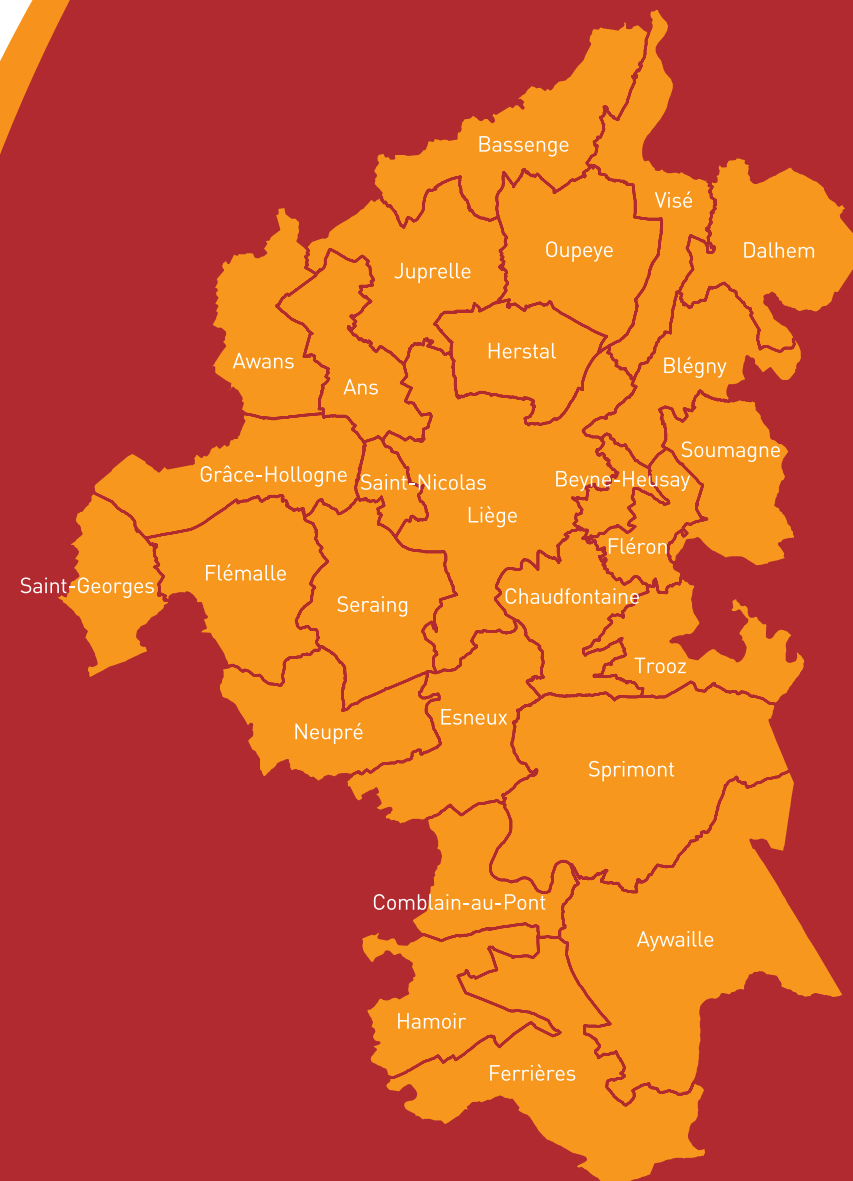 Bassenge
Visé
Oupeye
Dalhem
Juprelle
Herstal
Awans
Blégny
Ans
Soumagne
Grâce-Hollogne
Saint-Nicolas
Beyne-Heusay
Liège
Fléron
Flémalle
Saint-Georges
Chaudfontaine
Seraing
Trooz
Esneux
Neupré
Sprimont
Comblain-au-Pont
Aywaille
Hamoir
Ferrières